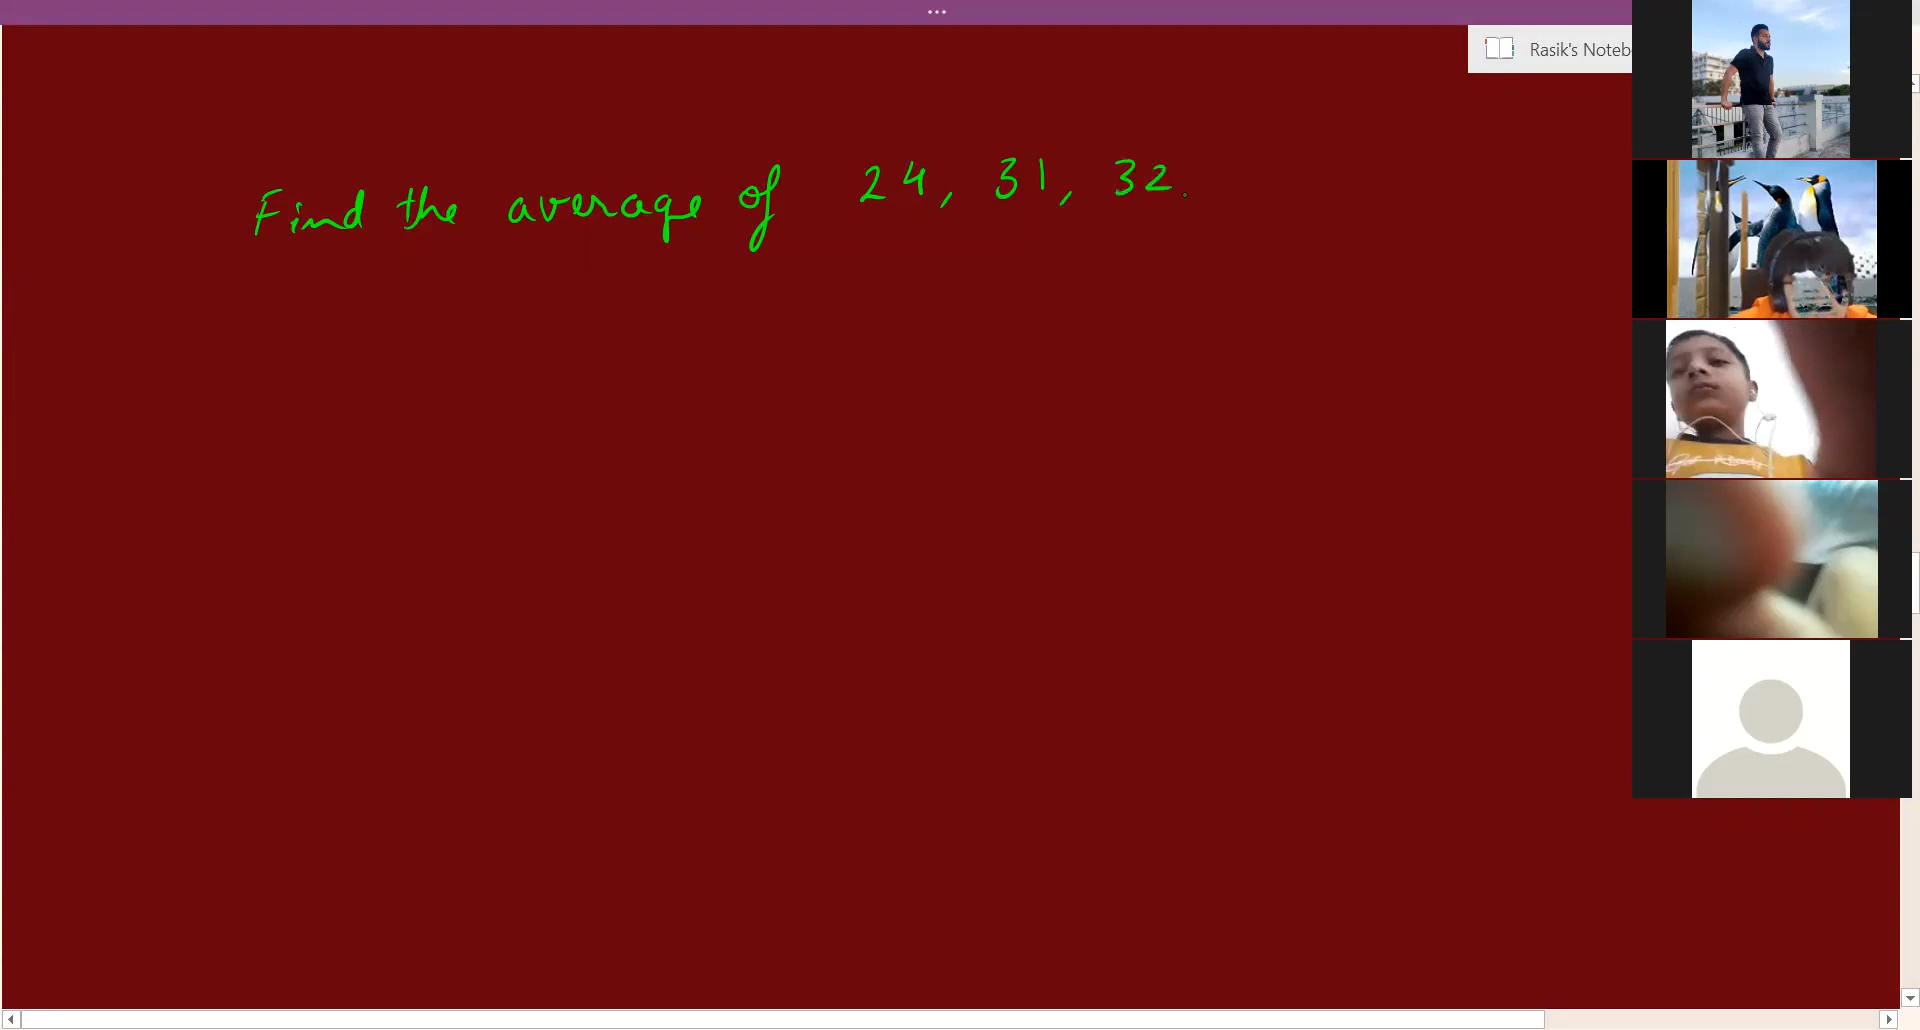 Rasik's Noteb
Find the average of 24, 31, 32.